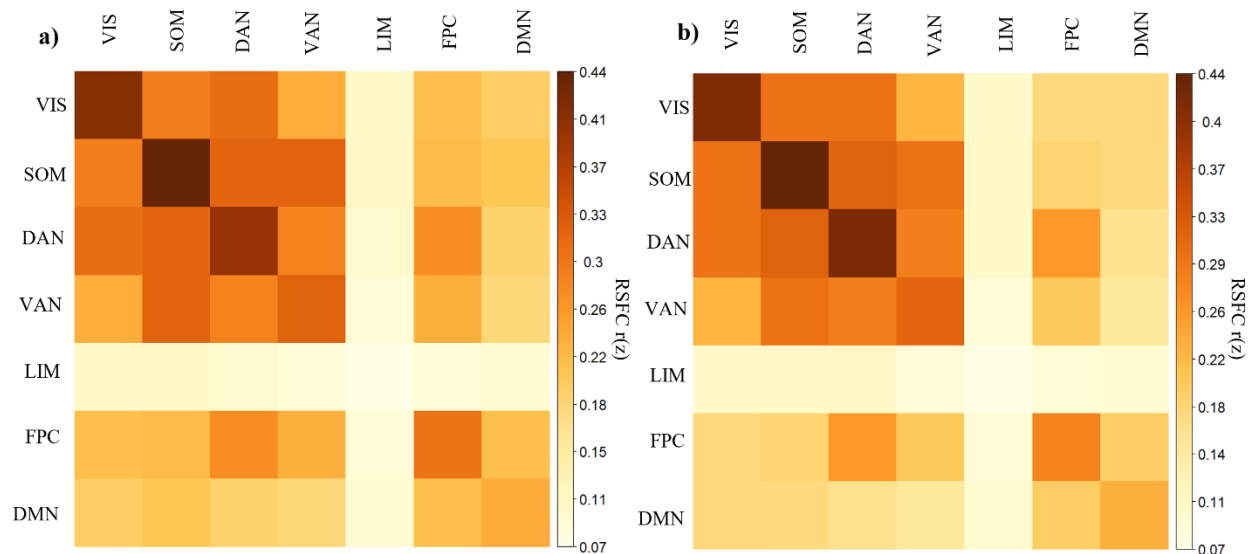 a)
VIS SOM DAN VAN LIM FPC DMN
VIS
SOM
DAN
VAN
LIM
FPC
DMN
0.44
0.41
0.37
0.33
0.3
0.26
0.22
0.18
0.15
0.11
0.07
RSFC r(z)
b)
VIS SOM DAN VAN LIM FPC DMN
VIS
SOM
DAN
VAN
LIM
FPC
DMN
0.44
0.4
0.37
0.33
0.29
0.26
0.22
0.18
0.14
0.11
0.07
RSFC r(z)